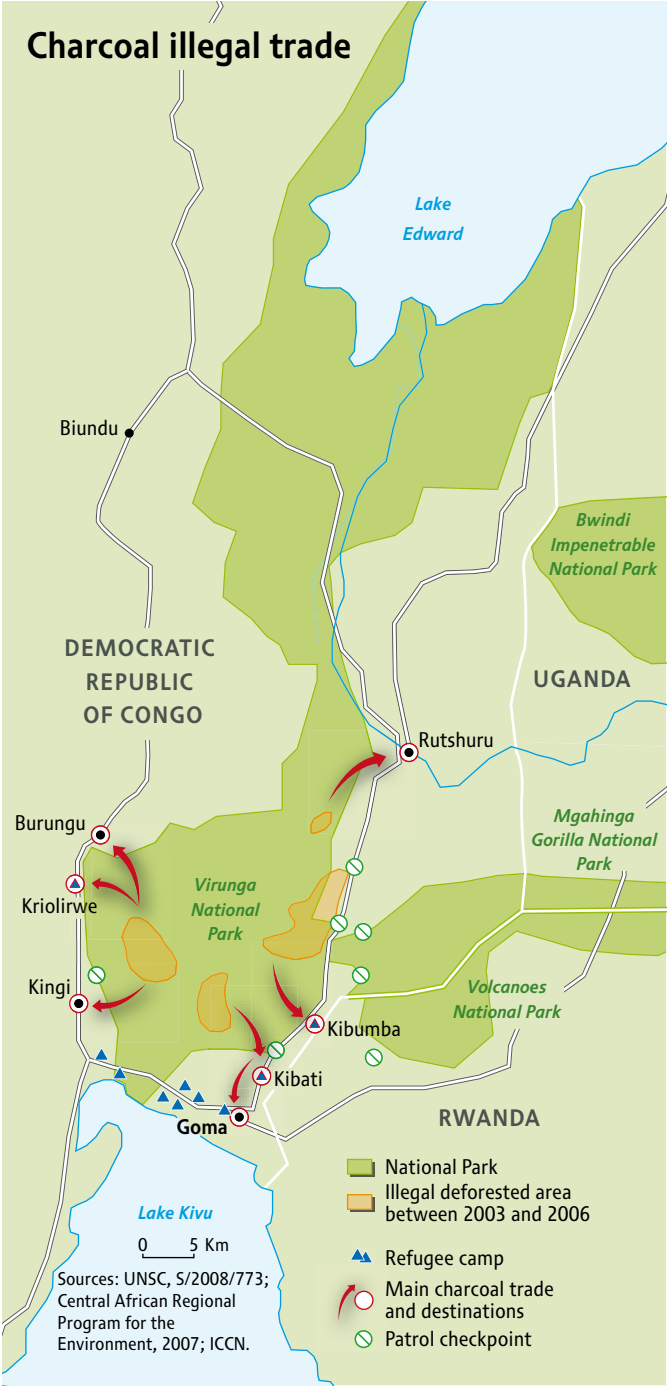 Charcoal illegal trade
Lake
Edward
Biundu
Bwindi
Impenetrable
National Park
DEMOCRATIC
REPUBLIC
OF CONGO
UGANDA
Rutshuru
Burungu
Mgahinga
Gorilla National
Park
Kriolirwe
Virunga
National
Park
Kingi
Volcanoes
National Park
Kibumba
Kibati
Goma
RWANDA
National Park
Illegal deforested area
between 2003 and 2006
Lake Kivu
0 5 Km
Refugee camp
Sources: UNSC, S/2008/773;
Central African Regional
Program for the
Environment, 2007; ICCN.
Main charcoal trade
and destinations
Patrol checkpoint